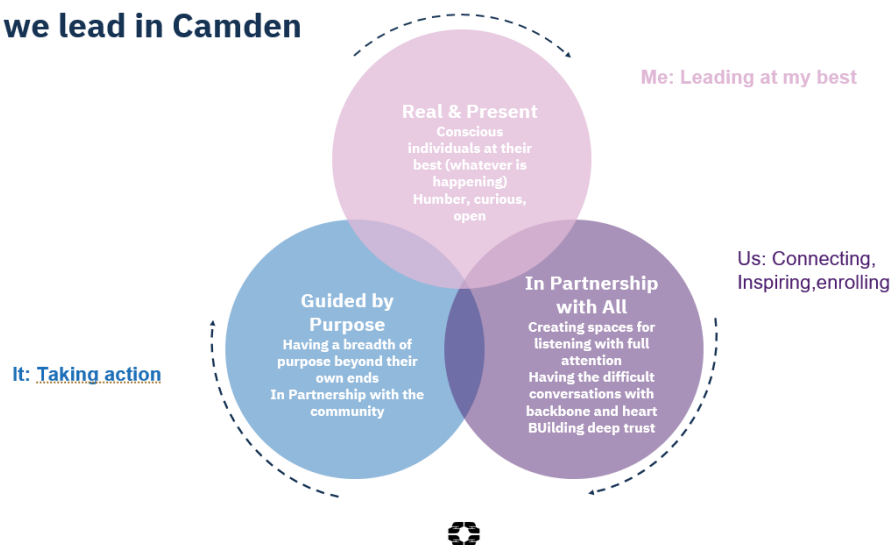 we lead in Camden
Me: Leading at my best
Real & Present
Conscious
individuals at their
best (whatever is
happening)
Humber, curious,
open
Us: Connecting,
Inspiring,enrolling
In Partnership
with All
Creating spaces for
listening with full
attention
Having the difficult
conversations with
backbone and heart
BUilding deep trust
Guided by
Purpose
Having a breadth of
purpose beyond their
own ends
In Partnership with the
community
It: Taking action